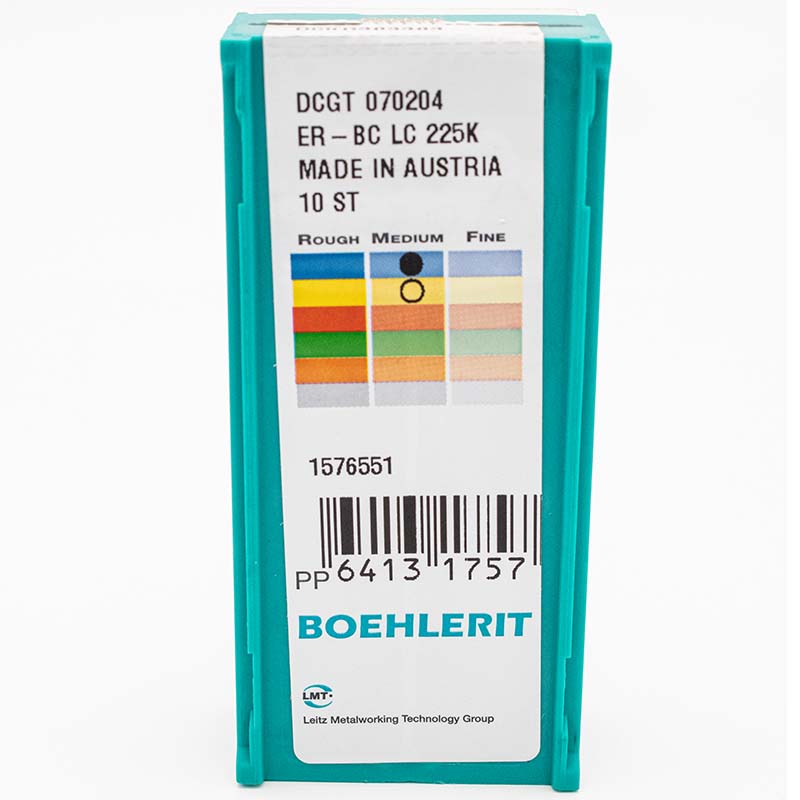 DCGT 070204
ER – BC LC 225K
MADE IN AUSTRIA
10 ST
ROUGH MEDIUM FINE
1576551
PP 6413 1757
BOEHLERIT
LMT
Leitz Metalworking Technology Group